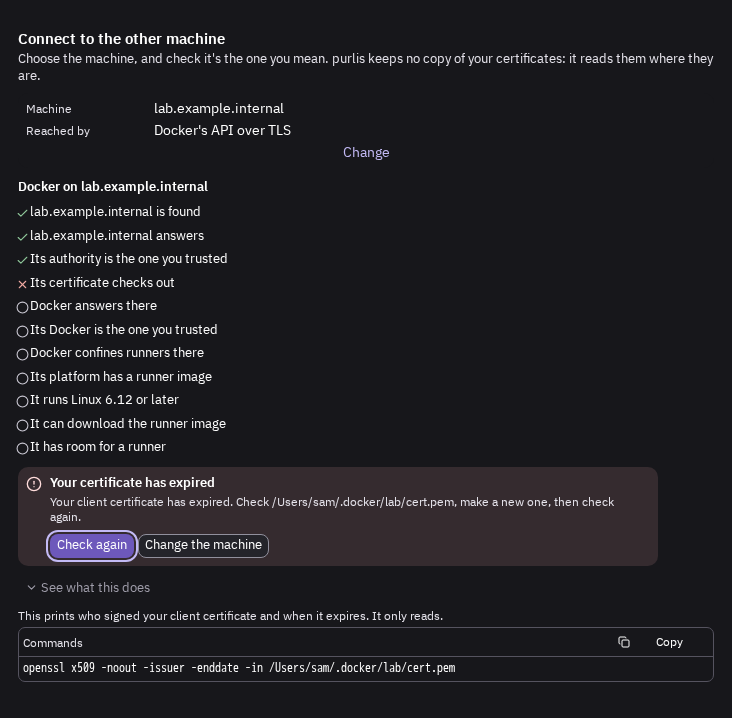 Connect to the other machine
Choose the machine, and check it's the one you mean. purlis keeps no copy of your certificates: it reads them where they
are.
Machine lab.example.internal
Reached by Docker's API over TLS
Change
Docker on lab.example.internal
lab.example.internal is found
lab.example.internal answers
Its authority is the one you trusted
Its certificate checks out
Docker answers there
Its Docker is the one you trusted
Docker confines runners there
Its platform has a runner image
It runs Linux 6.12 or later
It can download the runner image
It has room for a runner
Your certificate has expired
Your client certificate has expired. Check /Users/sam/.docker/lab/cert.pem, make a new one, then check
again.
Check again Change the machine
See what this does
This prints who signed your client certificate and when it expires. It only reads.
Commands Copy
openssl x509 -noout -issuer -enddate -in /Users/sam/.docker/lab/cert.pem